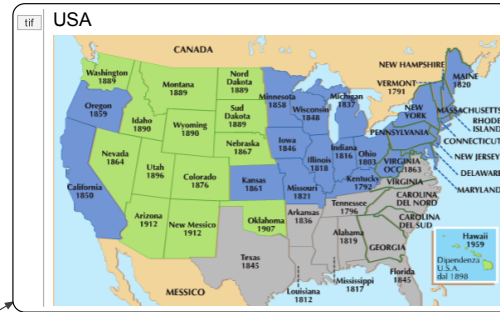 tif
USA
CANADA
NEW HAMPSHIRE
Washington
1889
Montana
1889
Nord
Dakota
1889
VERMONT
1791
MAINE
1820
Oregon
1859
Idaho
1890
Wyoming
1890
Sud
Dakota
1889
Minnesota
1858
Wisconsin
1848
Michigan
1837
NEW
YORK
MASSACHUSETTS
RHODE
ISLAND
CONNECTICUT
Nevada
1864
Utah
1896
Colorado
1876
Nebraska
1867
Iowa
1846
Illinois
1818
Indiana
1816
Ohio
1803
PENNSYLVANIA
NEW JERSEY
DELAWARE
MARYLAND
California
1850
Kansas
1861
Missouri
1821
Kentucky
1792
VIRGINIA
OCC.1863
VIRGINIA
Arizona
1912
New Mexico
1912
Oklahoma
1907
Arkansas
1836
Tennessee
1796
CAROLINA
DEL NORD
CAROLINA
DEL SUD
Texas
1845
Alabama
1819
GEORGIA
Hawaii
1959
Dipendenza
U.S.A.
dal 1898
MESSICO
Louisiana
1812
Mississippi
1817
Florida
1845